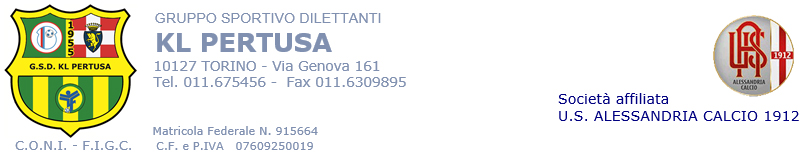 GRUPPO SPORTIVO DILETTANTI
KL PERTUSA
10127 TORINO - Via Genova 161
Tel. 011.675456 - Fax 011.6309895
1955
G.S.D. KL PERTUSA
C.O.N.I. - F.I.G.C.
Matricola Federale N. 915664
C.F. e P.IVA 07609250019
1912
ALESSANDRIA
CALCIO
Società affiliata
U.S. ALESSANDRIA CALCIO 1912